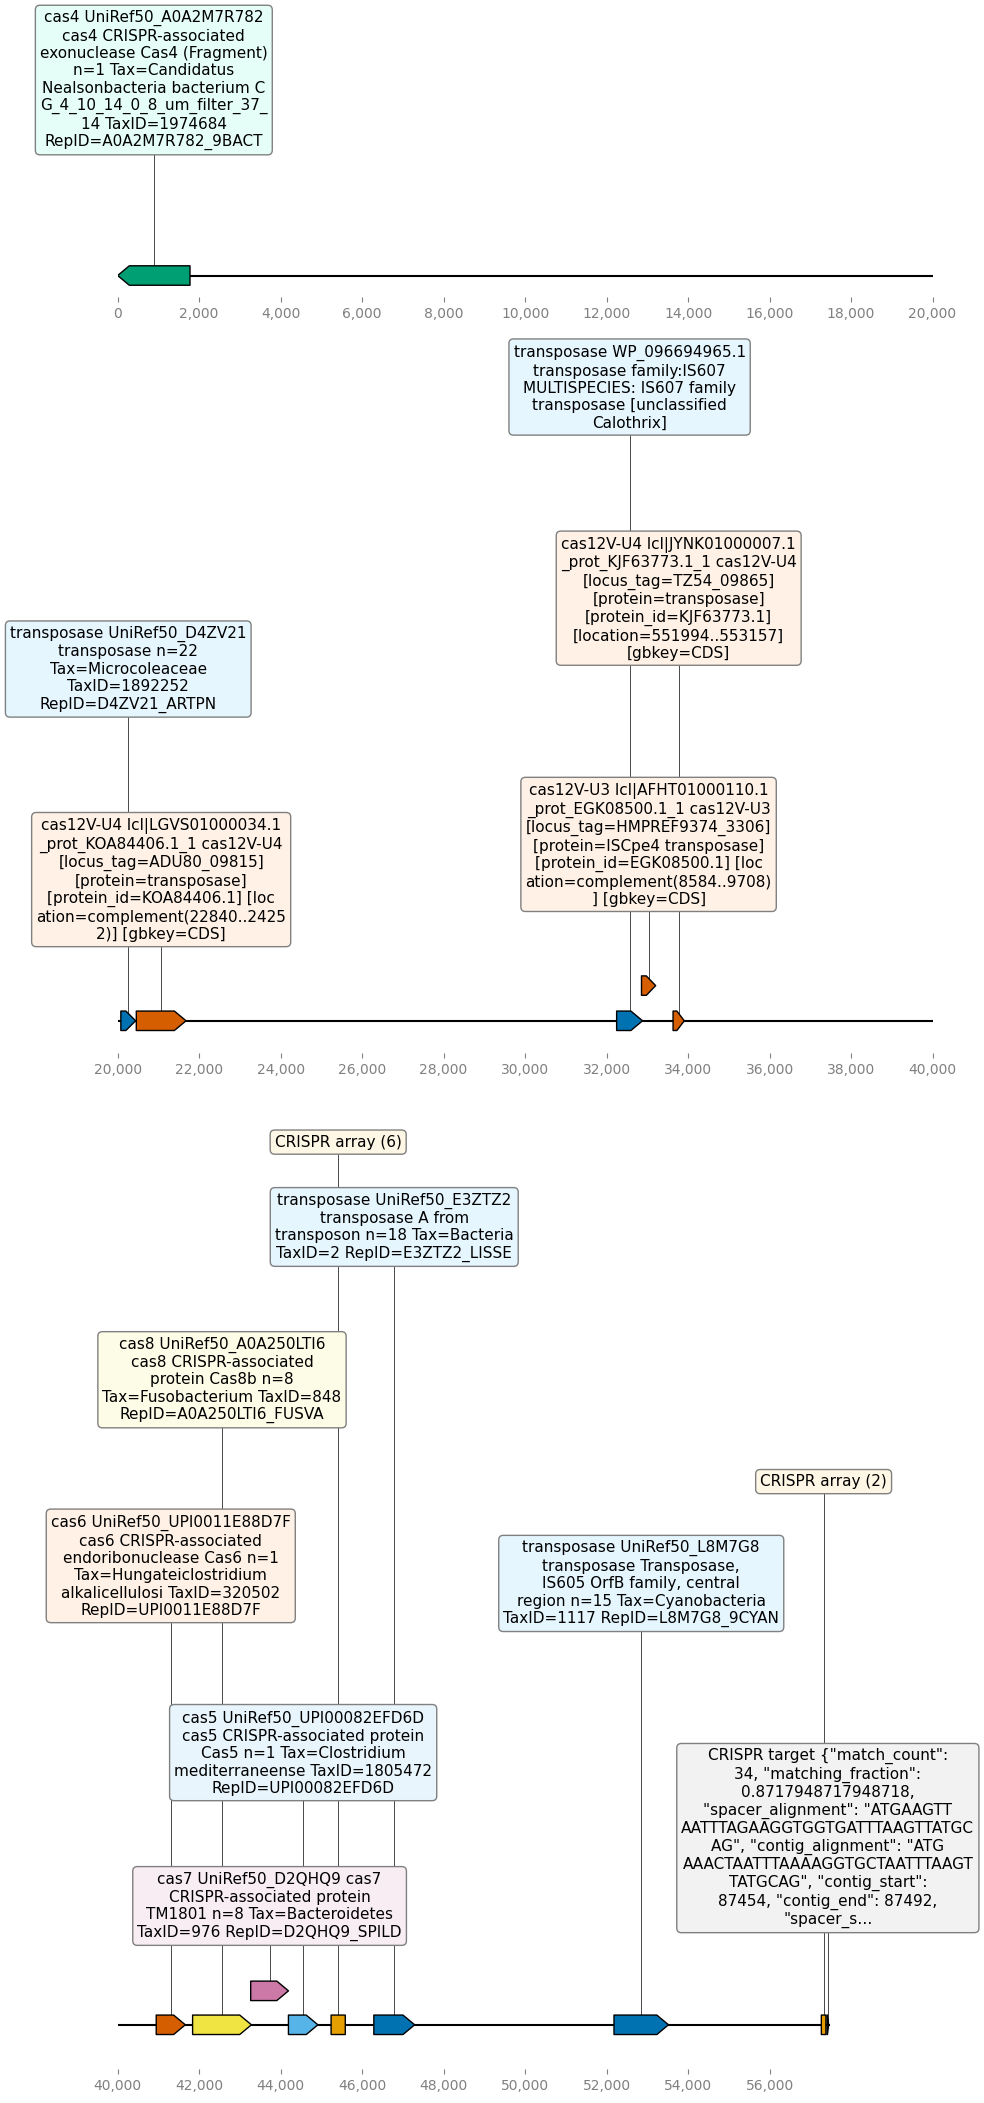 cas4 UniRef50_A0A2M7R782
cas4 CRISPR-associated
exonuclease Cas4 (Fragment)
n=1 Tax=Candidatus
Nealsonbacteria bacterium C
G_4_10_14_0_8_um_filter_37_
14 TaxID=1974684
RepID=A0A2M7R782_9BACT
0 2,000 4,000 6,000 8,000 10,000 12,000 14,000 16,000 18,000 20,000
transposase WP_096694965.1
transposase family:IS607
MULTISPECIES: IS607 family
transposase [unclassified
Calothrix]
cas12V-U4 lcl|JYNK01000007.1
_prot_KJF63773.1_1 cas12V-U4
[locus_tag=TZ54_09865]
[protein=transposase]
[protein_id=KJF63773.1]
[location=551994..553157]
[gbkey=CDS]
transposase UniRef50_D4ZV21
transposase n=22
Tax=Microcoleaceae
TaxID=1892252
RepID=D4ZV21_ARTPN
cas12V-U3 lcl|AFHT01000110.1
_prot_EGK08500.1_1 cas12V-U3
[locus_tag=HMPREF9374_3306]
[protein=ISCpe4 transposase]
[protein_id=EGK08500.1] [loc
ation=complement(8584..9708)
] [gbkey=CDS]
cas12V-U4 lcl|LGVS01000034.1
_prot_KOA84406.1_1 cas12V-U4
[locus_tag=ADU80_09815]
[protein=transposase]
[protein_id=KOA84406.1] [loc
ation=complement(22840..2425
2)] [gbkey=CDS]
20,000 22,000 24,000 26,000 28,000 30,000 32,000 34,000 36,000 38,000 40,000
CRISPR array (6)
transposase UniRef50_E3ZTZ2
transposase A from
transposon n=18 Tax=Bacteria
TaxID=2 RepID=E3ZTZ2_LISSE
cas8 UniRef50_A0A250LTI6
cas8 CRISPR-associated
protein Cas8b n=8
Tax=Fusobacterium TaxID=848
RepID=A0A250LTI6_FUSVA
CRISPR array (2)
cas6 UniRef50_UPI0011E88D7F
cas6 CRISPR-associated
endoribonuclease Cas6 n=1
Tax=Hungateiclostridium
alkalicellulosi TaxID=320502
RepID=UPI0011E88D7F
transposase UniRef50_L8M7G8
transposase Transposase,
IS605 OrfB family, central
region n=15 Tax=Cyanobacteria
TaxID=1117 RepID=L8M7G8_9CYAN
cas5 UniRef50_UPI00082EFD6D
cas5 CRISPR-associated protein
Cas5 n=1 Tax=Clostridium
mediterraneense TaxID=1805472
RepID=UPI00082EFD6D
CRISPR target {"match_count":
34, "matching_fraction":
0.8717948717948718,
"spacer_alignment": "ATGAAGTT
AATTTAGAAGGTGGTGATTTAAGTTATGC
AG", "contig_alignment": "ATG
AAACTAATTTAAAAGGTGCTAATTTAAGT
TATGCAG", "contig_start":
87454, "contig_end": 87492,
"spacer_s...
cas7 UniRef50_D2QHQ9 cas7
CRISPR-associated protein
TM1801 n=8 Tax=Bacteroidetes
TaxID=976 RepID=D2QHQ9_SPILD
40,000 42,000 44,000 46,000 48,000 50,000 52,000 54,000 56,000